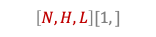 [N, H, L][1,]